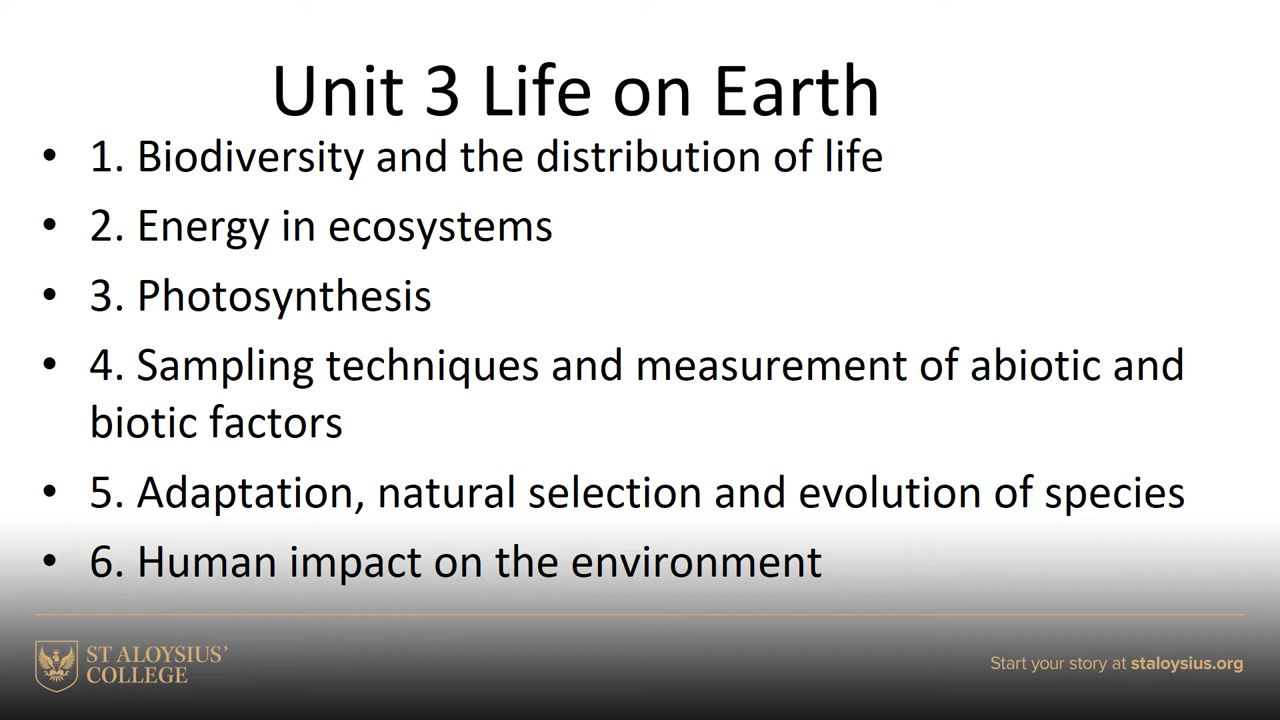 Unit 3 Life on Earth
• 1. Biodiversity and the distribution of life
• 2. Energy in ecosystems
• 3. Photosynthesis
• 4. Sampling techniques and measurement of abiotic and
biotic factors
• 5. Adaptation, natural selection and evolution of species
• 6. Human impact on the environment
ST ALOYSIUS’
COLLEGE
Start your story at staloysius.org